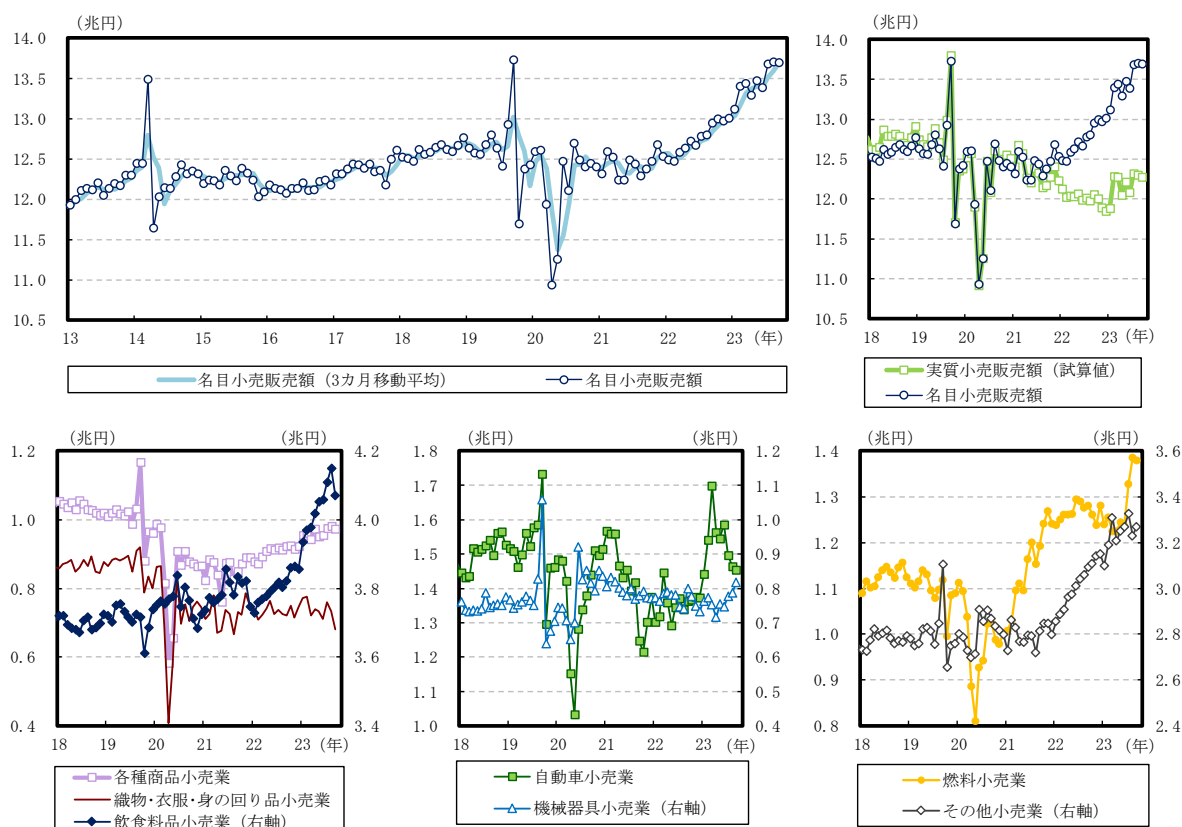 （兆円）
14.0
13.5
13.0
12.5
12.0
11.5
11.0
10.5
13 14 15 16 17 18 19 20 21 22 23 (年)
名目小売販売額（3カ月移動平均）
名目小売販売額
（兆円）
14.0
13.5
13.0
12.5
12.0
11.5
11.0
10.5
18 19 20 21 22 23 (年)
実質小売販売額（試算値）
名目小売販売額
（兆円） （兆円）
1.2 4.2
1.0 4.0
0.8 3.8
0.6 3.6
0.4 3.4
18 19 20 21 22 23 (年)
各種商品小売業
織物・衣服・身の回り品小売業
飲食料品小売業（右軸）
（兆円） （兆円）
1.8 1.2
1.7 1.1
1.6 1.0
1.5 0.9
1.4 0.8
1.3 0.7
1.2 0.6
1.1 0.5
1.0 0.4
18 19 20 21 22 23 (年)
自動車小売業
機械器具小売業（右軸）
（兆円） （兆円）
1.4 3.6
1.3 3.4
1.2 3.2
1.1 3.0
1.0 2.8
0.9 2.6
0.8 2.4
18 19 20 21 22 23 (年)
燃料小売業
その他小売業（右軸）